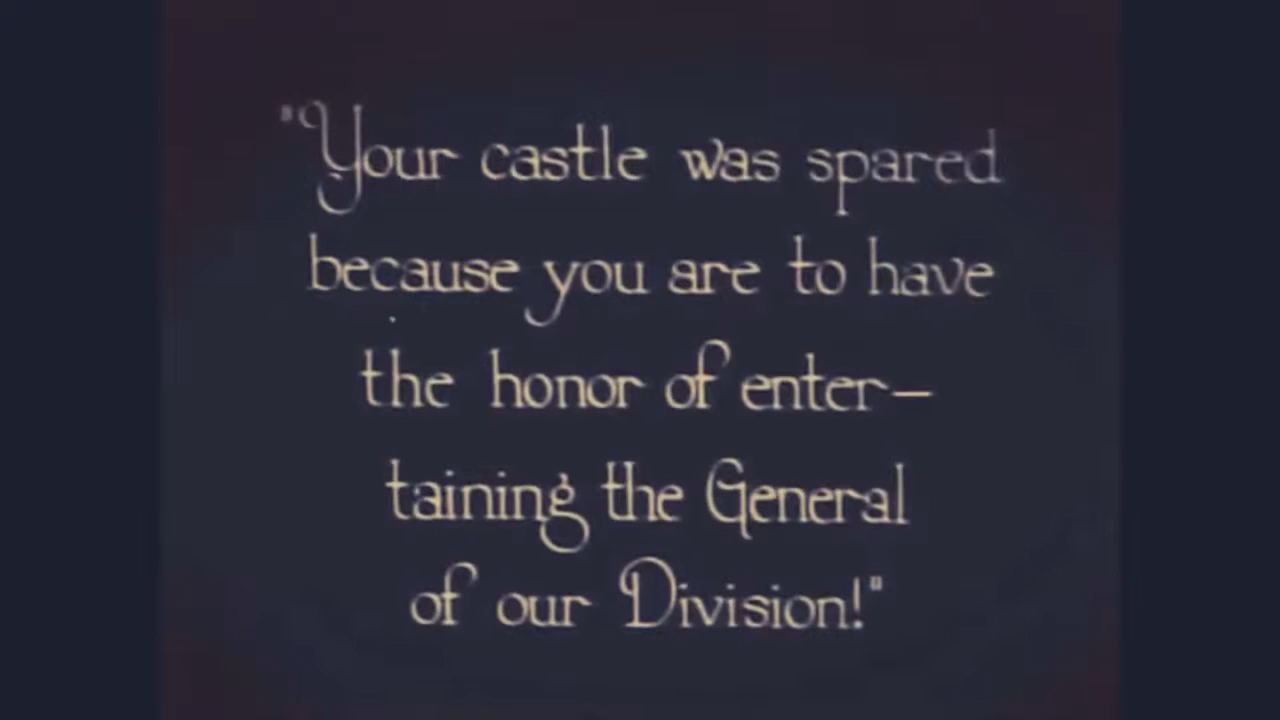 "Your castle was spared
because you are to have
the honor of enter-
taining the General
of our Division!"